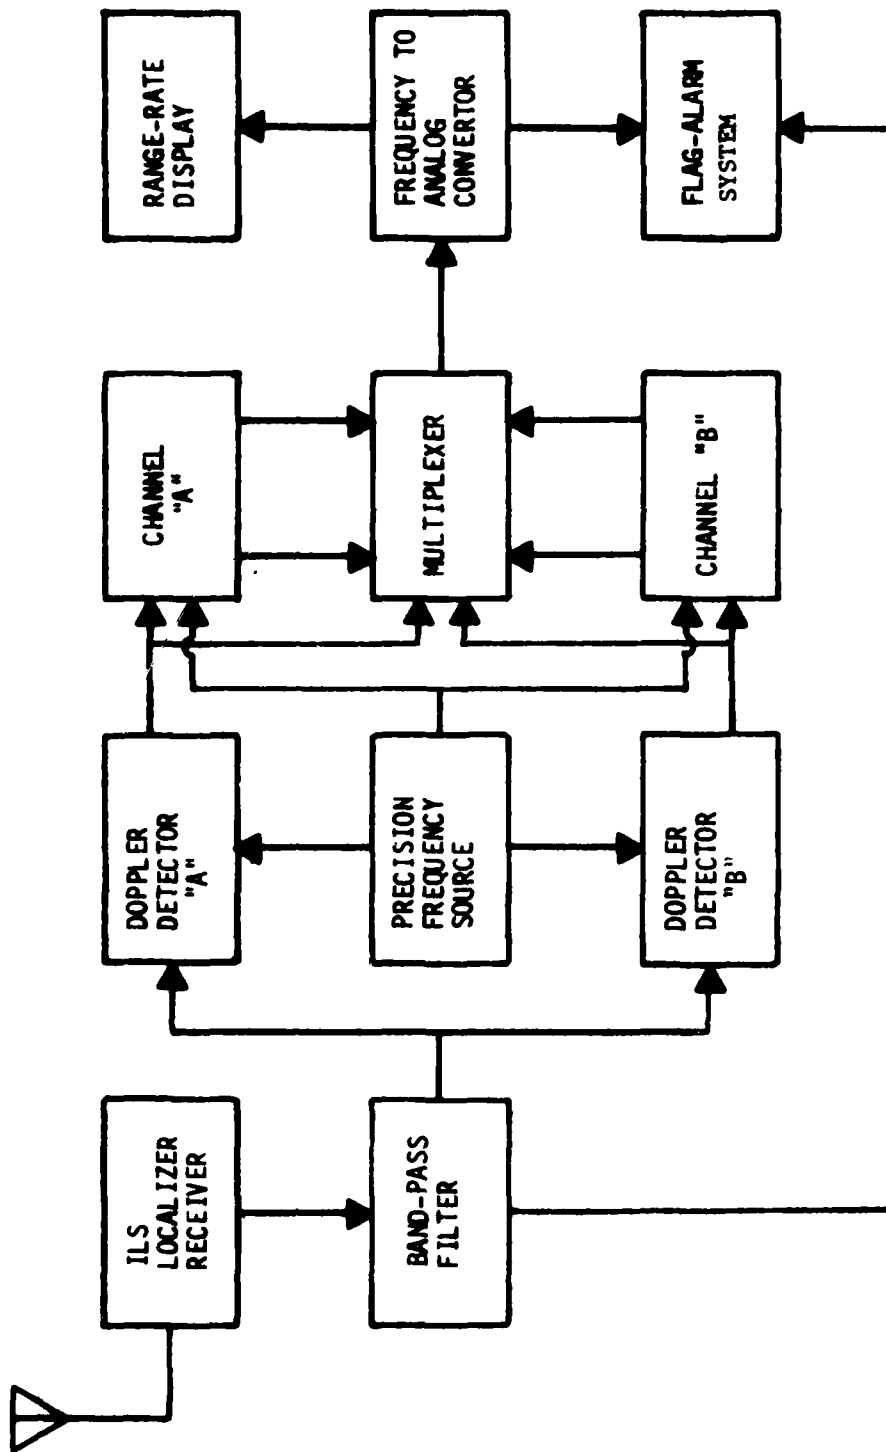 ILS
LOCALIZER
RECEIVER
BAND-PASS
FILTER
DOPPLER
DETECTOR
"A"
PRECISION
FREQUENCY
SOURCE
DOPPLER
DETECTOR
"B"
CHANNEL
"A"
MULTIPLEXER
CHANNEL "B"
RANGE-RATE
DISPLAY
FREQUENCY TO
ANALOG
CONVERTOR
FLAG-ALARM
SYSTEM